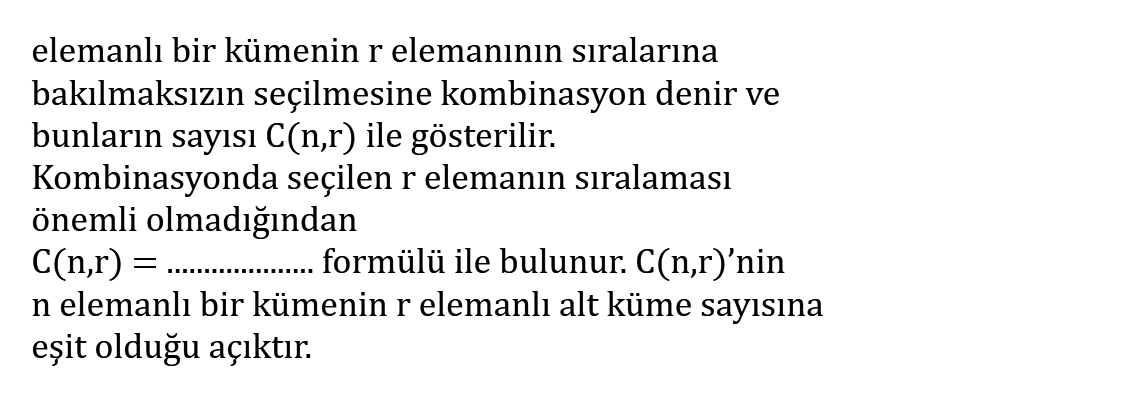 elemanlı bir kümenin r elemanının sıralarına
bakılmaksızın seçilmesine kombinasyon denir ve
bunların sayısı C(n,r) ile gösterilir.
Kombinasyonda seçilen r elemanın sıralaması
önemli olmadığından
C(n,r) = .................... formülü ile bulunur. C(n,r)’nin
n elemanlı bir kümenin r elemanlı alt küme sayısına
eşit olduğu açıktır.